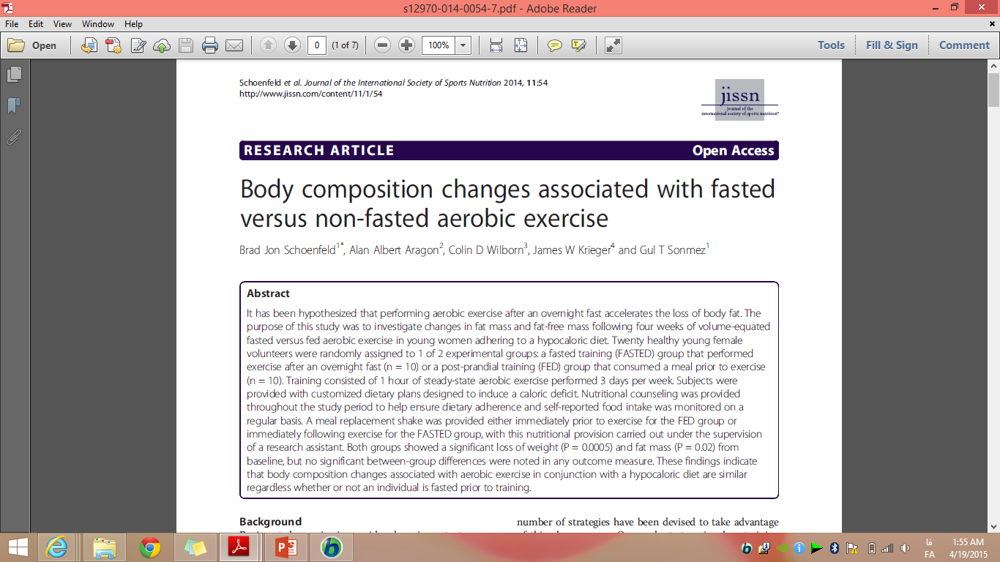 s12970-014-0054-7.pdf - Adobe Reader
File Edit View Window Help
Open 0 (1 of 7) 100% Tools Fill & Sign Comment
Schoenfeld et al. Journal of the International Society of Sports Nutrition 2014, 11:54
http://www.jissn.com/content/11/1/54
jissn
journal of the
international society of sports nutrition
RESEARCH ARTICLE Open Access
Body composition changes associated with fasted
versus non-fasted aerobic exercise
Brad Jon Schoenfeld1*, Alan Albert Aragon2, Colin D Wilborn3, James W Krieger4 and Gul T Sonmez1
Abstract
It has been hypothesized that performing aerobic exercise after an overnight fast accelerates the loss of body fat. The
purpose of this study was to investigate changes in fat mass and fat-free mass following four weeks of volume-equated
fasted versus fed aerobic exercise in young women adhering to a hypocaloric diet. Twenty healthy young female
volunteers were randomly assigned to 1 of 2 experimental groups: a fasted training (FASTED) group that performed
exercise after an overnight fast (n = 10) or a post-prandial training (FED) group that consumed a meal prior to exercise
(n = 10). Training consisted of 1 hour of steady-state aerobic exercise performed 3 days per week. Subjects were
provided with customized dietary plans designed to induce a caloric deficit. Nutritional counseling was provided
throughout the study period to help ensure dietary adherence and self-reported food intake was monitored on a
regular basis. A meal replacement shake was provided either immediately prior to exercise for the FED group or
immediately following exercise for the FASTED group, with this nutritional provision carried out under the supervision
of a research assistant. Both groups showed a significant loss of weight (P = 0.0005) and fat mass (P = 0.02) from
baseline, but no significant between-group differences were noted in any outcome measure. These findings indicate
that body composition changes associated with aerobic exercise in conjunction with a hypocaloric diet are similar
regardless whether or not an individual is fasted prior to training.
Background
number of strategies have been devised to take advantage
فا 1:55 AM
FA 4/19/2015